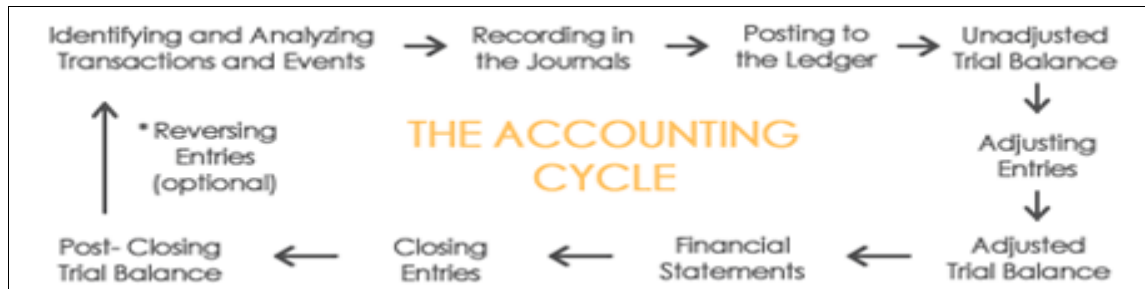 Identifying and Analyzing
Transactions and Events
Recording in
the Journals
Posting to
the Ledger
Unadjusted
Trial Balance
* Reversing
Entries
(optional)
THE ACCOUNTING
CYCLE
Adjusting
Entries
Post- Closing
Trial Balance
Closing
Entries
Financial
Statements
Adjusted
Trial Balance